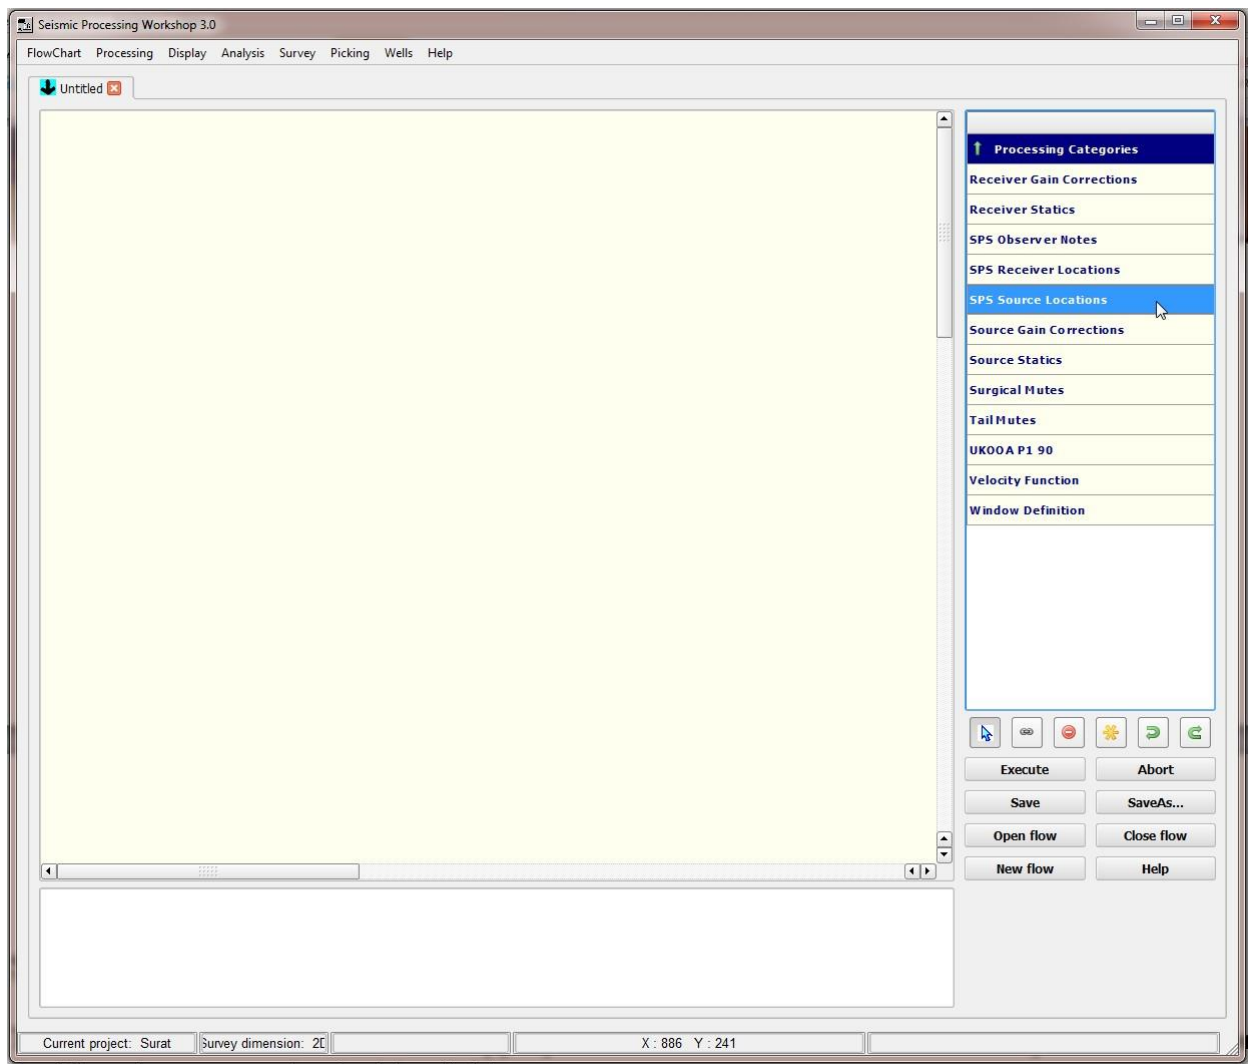 Seismic Processing Workshop 3.0
FlowChart Processing Display Analysis Survey Picking Wells Help
Untitled
Processing Categories
Receiver Gain Corrections
Receiver Statics
SPS Observer Notes
SPS Receiver Locations
SPS Source Locations
Source Gain Corrections
Source Statics
Surgical Mutes
Tail Mutes
UKOOA P1 90
Velocity Function
Window Definition
Execute Abort
Save SaveAs...
Open flow Close flow
New flow Help
Current project: Surat Survey dimension: 2D X : 886 Y : 241